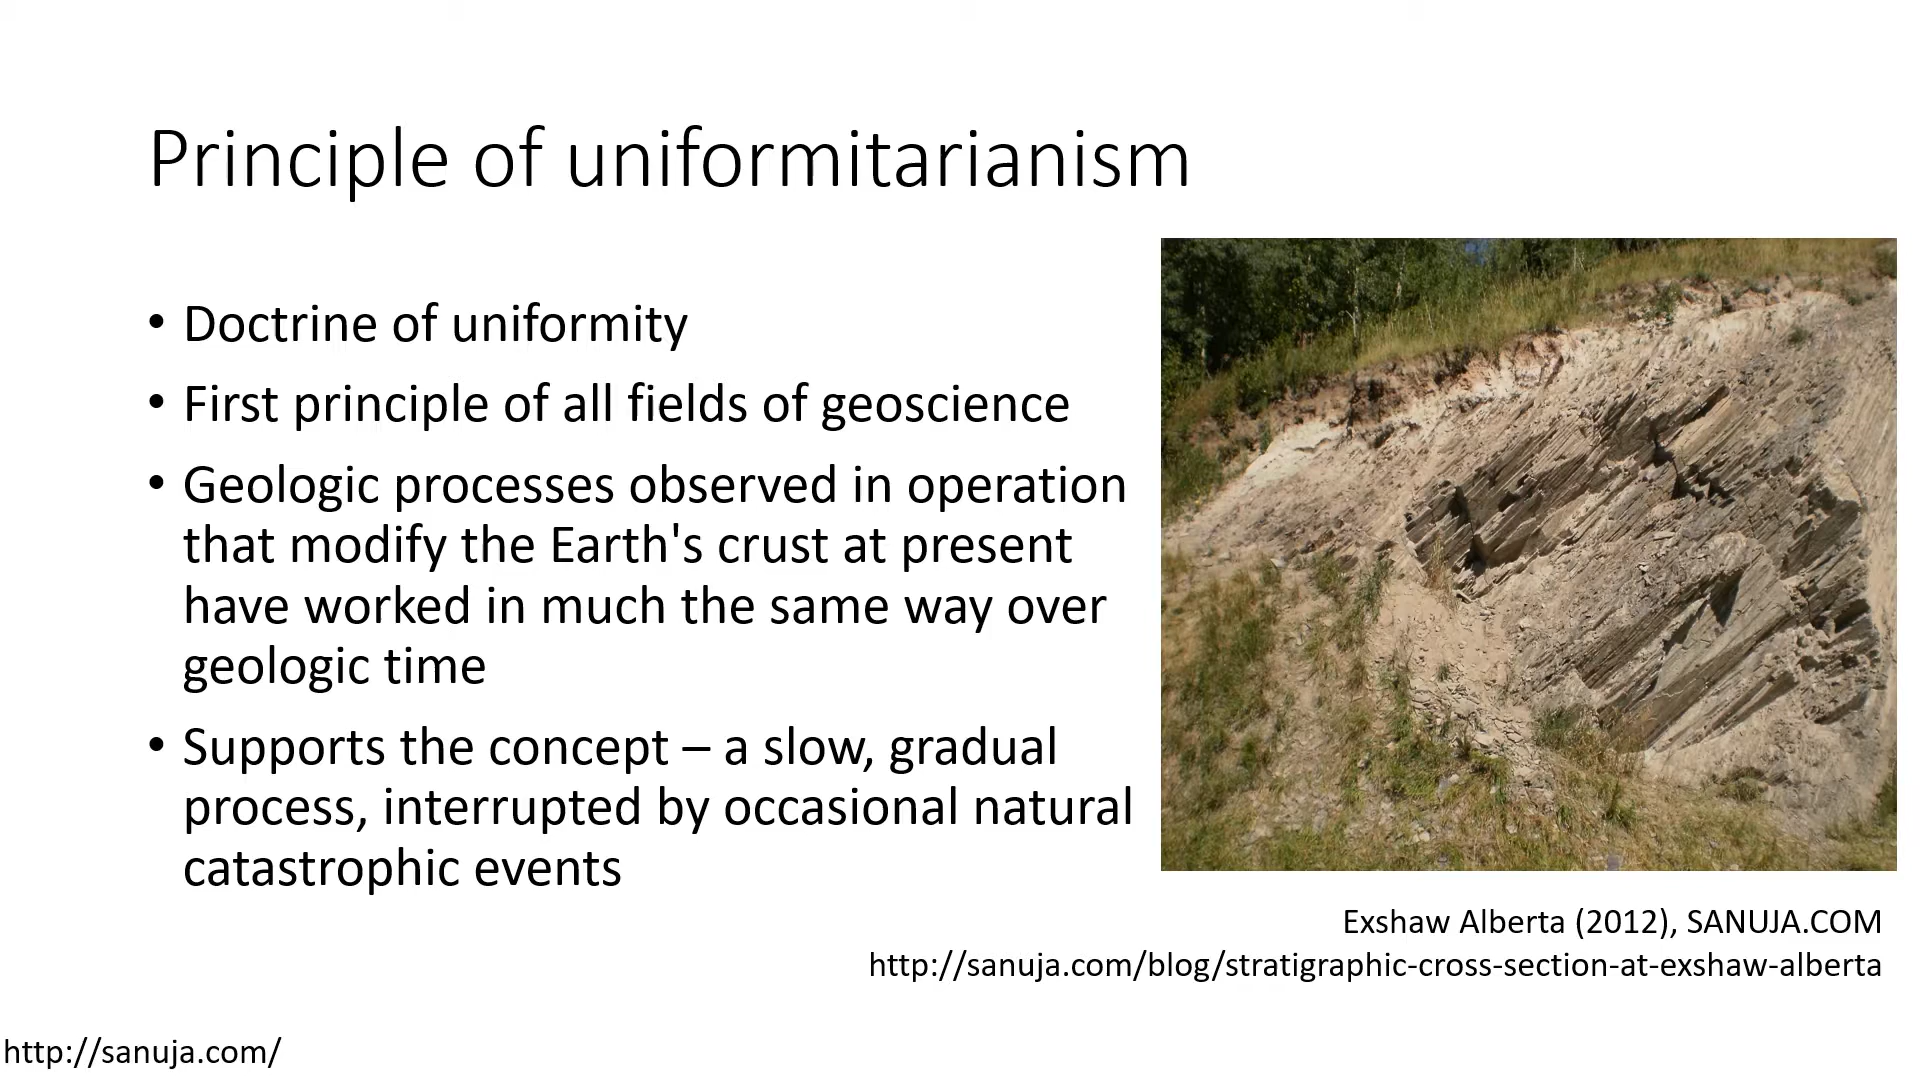 Principle of uniformitarianism
• Doctrine of uniformity
• First principle of all fields of geoscience
• Geologic processes observed in operation
that modify the Earth's crust at present
have worked in much the same way over
geologic time
• Supports the concept – a slow, gradual
process, interrupted by occasional natural
catastrophic events
Exshaw Alberta (2012), SANUJA.COM
http://sanuja.com/blog/stratigraphic-cross-section-at-exshaw-alberta
http://sanuja.com/